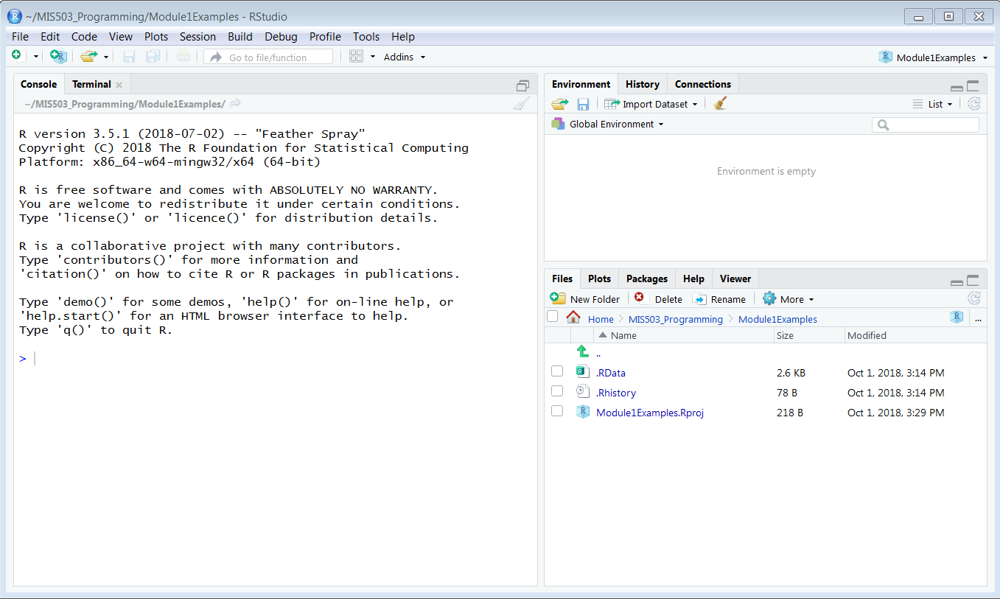 ~/MIS503_Programming/Module1Examples - RStudio
File Edit Code View Plots Session Build Debug Profile Tools Help
Go to file/function Addins Module1Examples
Console Terminal
~/MIS503_Programming/Module1Examples/
R version 3.5.1 (2018-07-02) -- "Feather Spray"
Copyright (C) 2018 The R Foundation for Statistical Computing
Platform: x86_64-w64-mingw32/x64 (64-bit)
R is free software and comes with ABSOLUTELY NO WARRANTY.
You are welcome to redistribute it under certain conditions.
Type 'license()' or 'licence()' for distribution details.
R is a collaborative project with many contributors.
Type 'contributors()' for more information and
'citation()' on how to cite R or R packages in publications.
Type 'demo()' for some demos, 'help()' for on-line help, or
'help.start()' for an HTML browser interface to help.
Type 'q()' to quit R.
>
Environment History Connections
Import Dataset List
Global Environment
Environment is empty
Files Plots Packages Help Viewer
New Folder Delete Rename More
Home > MIS503_Programming > Module1Examples ...
Name Size Modified
..
.RData 2.6 KB Oct 1, 2018, 3:14 PM
.Rhistory 78 B Oct 1, 2018, 3:14 PM
Module1Examples.Rproj 218 B Oct 1, 2018, 3:29 PM